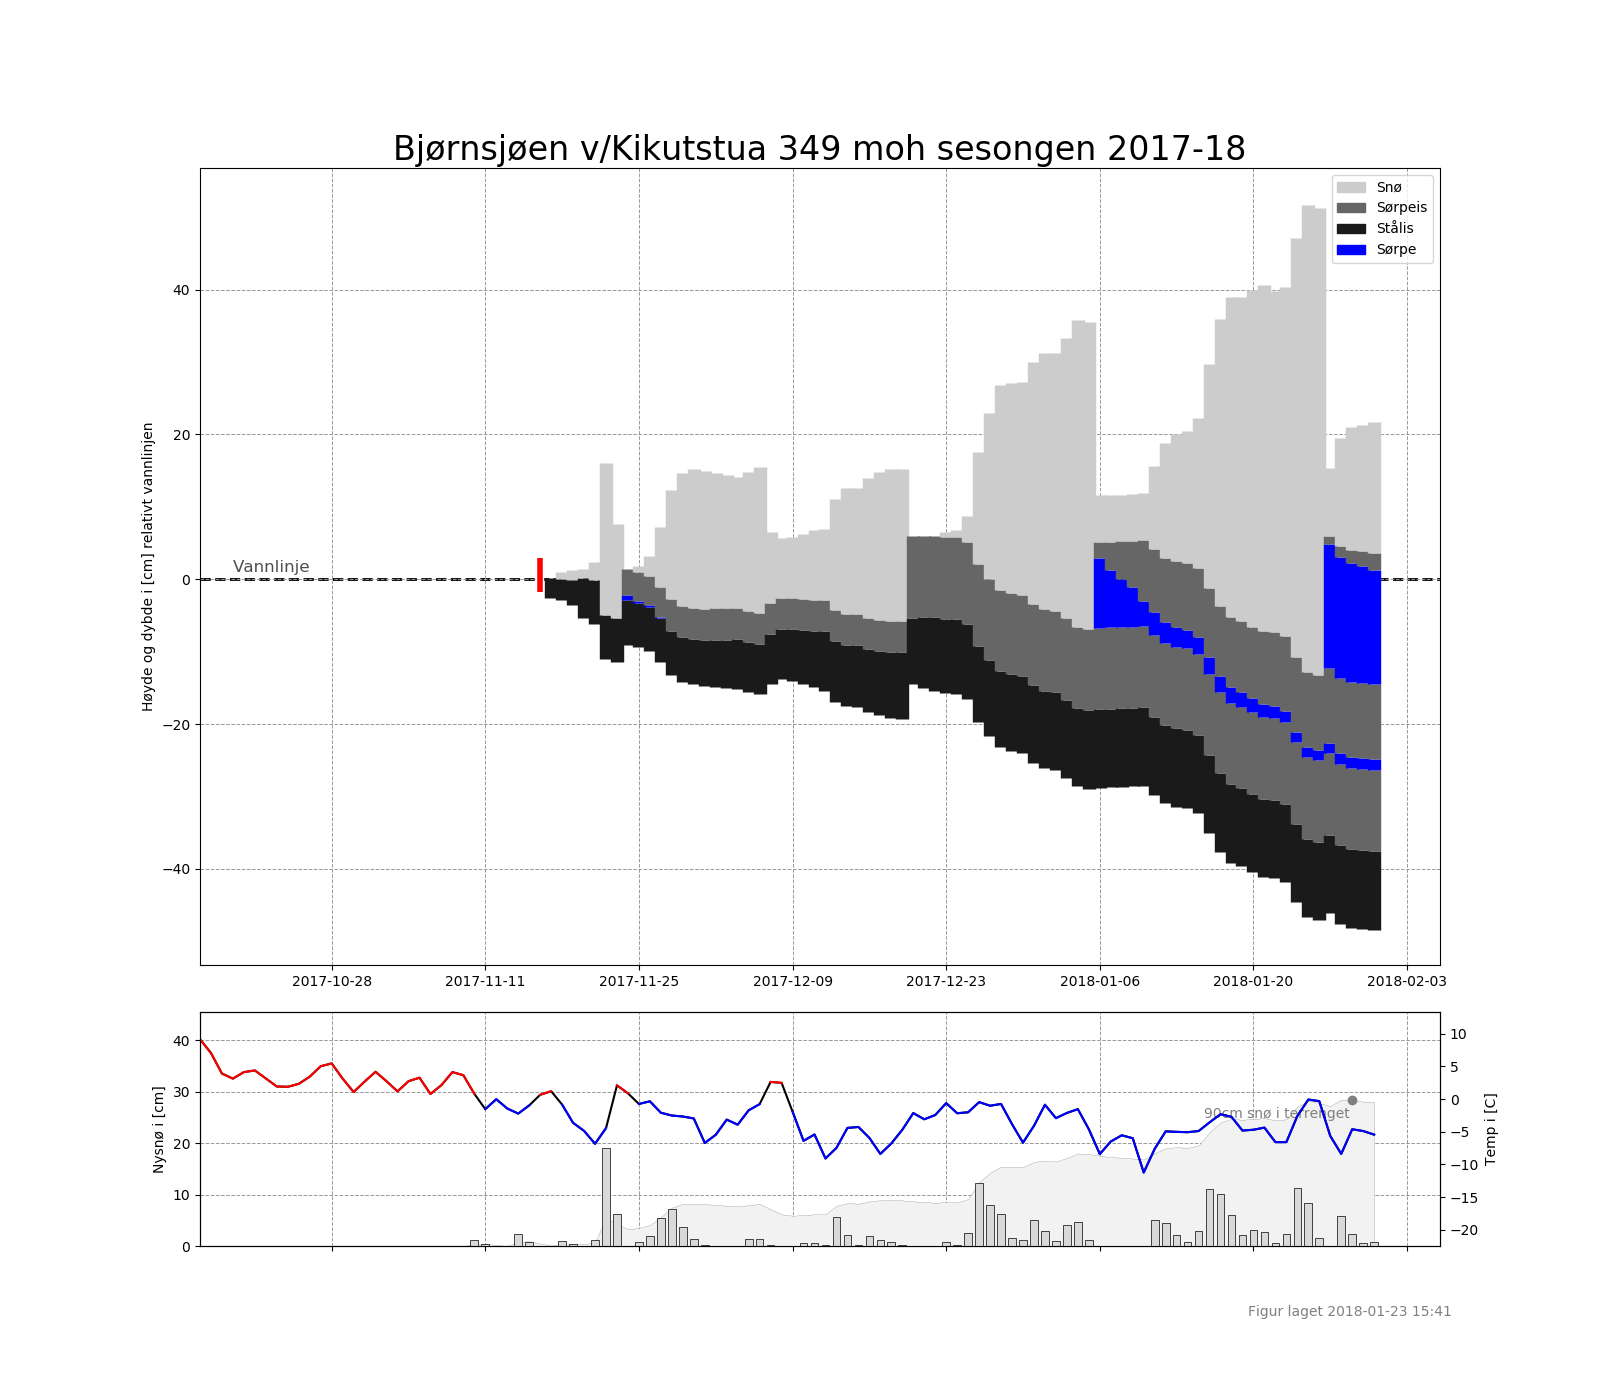 Bjørnsjøen v/Kikutstua 349 moh sesongen 2017-18
Snø
Sørpeis
Stålis
Sørpe
Høyde og dybde i [cm] relativt vannlinjen
40
20
0
−20
−40
Vannlinje
2017-10-28 2017-11-11 2017-11-25 2017-12-09 2017-12-23 2018-01-06 2018-01-20 2018-02-03
Nysnø i [cm]
40
30
20
10
0
90cm snø i terrenget
10
5
0
−5
−10
−15
−20
Temp i [C]
Figur laget 2018-01-23 15:41